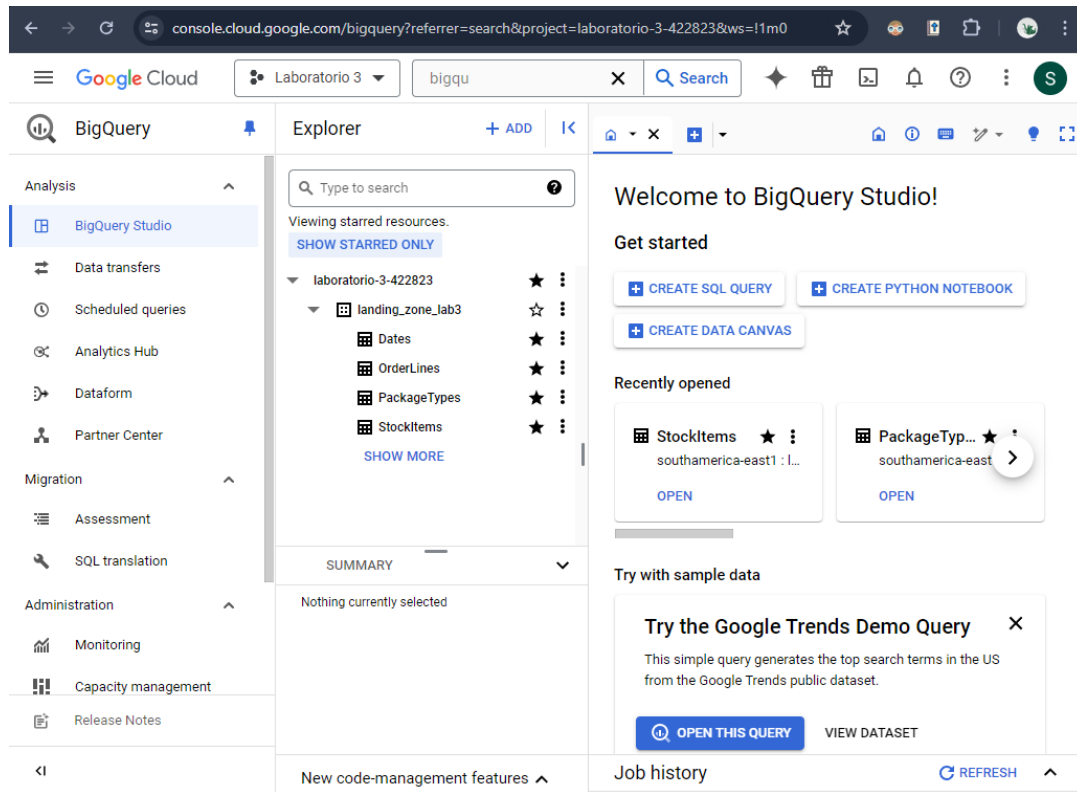 console.cloud.google.com/bigquery?referrer=search&project=laboratorio-3-422823&ws=!1m0
Google Cloud
Laboratorio 3
bigqu
Search
S
BigQuery
Analysis
BigQuery Studio
Data transfers
Scheduled queries
Analytics Hub
Dataform
Partner Center
Migration
Assessment
SQL translation
Administration
Monitoring
Capacity management
Release Notes
Explorer
+ ADD
Type to search
Viewing starred resources.
SHOW STARRED ONLY
laboratorio-3-422823
landing_zone_lab3
Dates
OrderLines
PackageTypes
StockItems
SHOW MORE
SUMMARY
Nothing currently selected
New code-management features
Welcome to BigQuery Studio!
Get started
CREATE SQL QUERY
CREATE PYTHON NOTEBOOK
CREATE DATA CANVAS
Recently opened
StockItems
southamerica-east1 : l...
OPEN
PackageTyp...
southamerica-east
OPEN
Try with sample data
Try the Google Trends Demo Query
This simple query generates the top search terms in the US
from the Google Trends public dataset.
OPEN THIS QUERY
VIEW DATASET
Job history
REFRESH